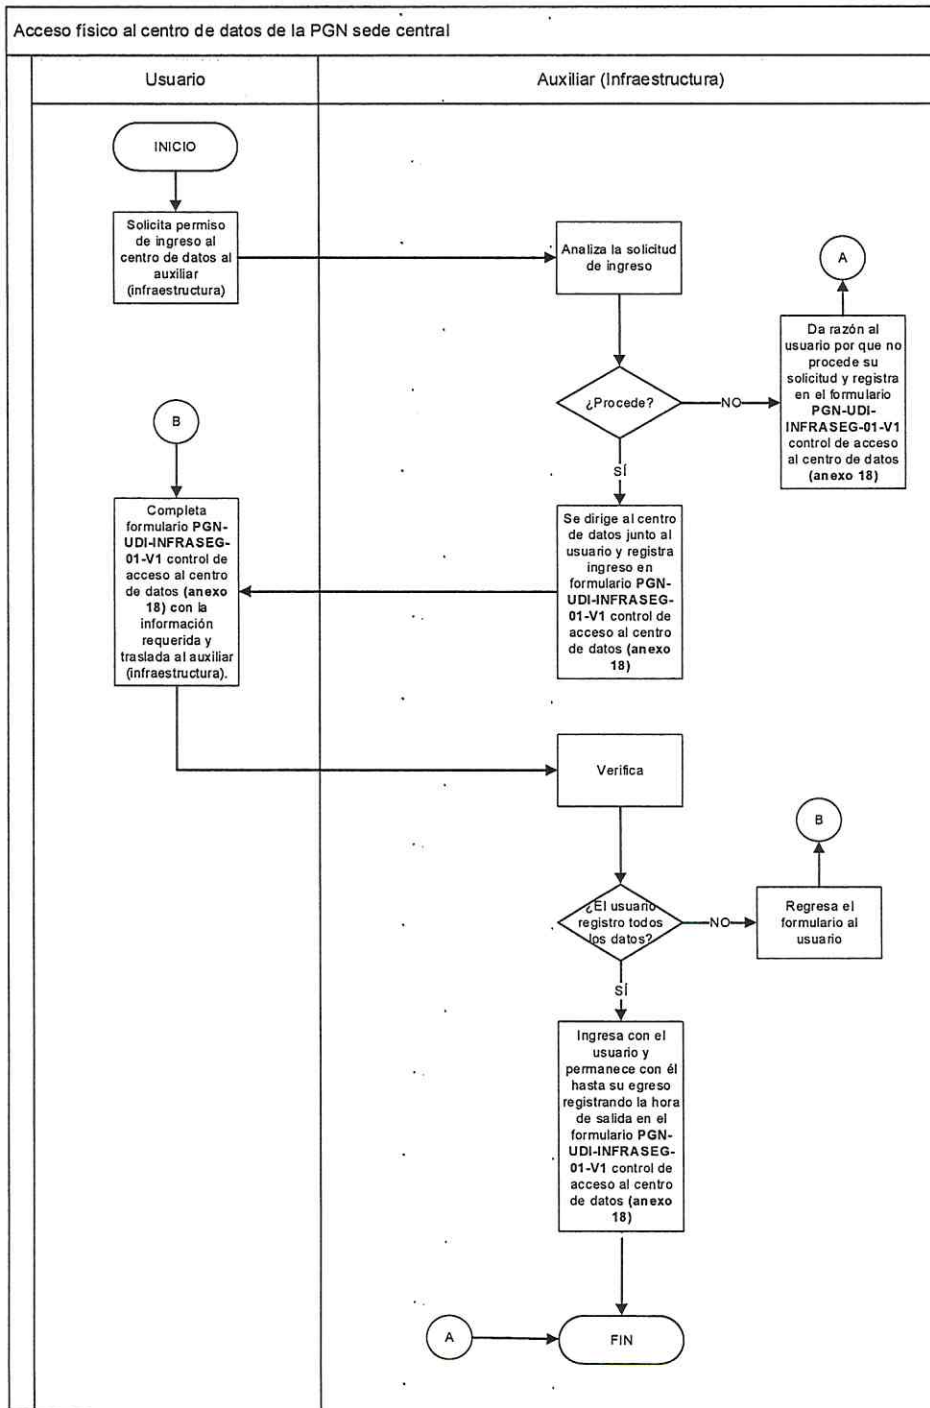 Acceso físico al centro de datos de la PGN sede central
Usuario
Auxiliar (Infraestructura)
INICIO
Solicita permiso
de ingreso al
centro de datos al
auxiliar
(infraestructura)
Analiza la solicitud
de ingreso
A
Da razón al
usuario por que no
procede su
solicitud y registra
en el formulario
PGN-UDI-
INFRASEG-01-V1
control de acceso
al centro de datos
(anexo 18)
¿Procede?
NO
SÍ
B
Completa
formulario PGN-
UDI-INFRASEG-
01-V1 control de
acceso al centro
de datos (anexo
18) con la
información
requerida y
traslada al auxiliar
(infraestructura).
Se dirige al centro
de datos junto al
usuario y registra
ingreso en
formulario PGN-
UDI-INFRASEG-
01-V1 control de
acceso al centro
de datos (anexo
18)
Verifica
B
¿El usuario
registro todos
los datos?
NO
Regresa el
formulario al
usuario
SÍ
Ingresa con el
usuario y
permanece con él
hasta su egreso
registrando la hora
de salida en el
formulario PGN-
UDI-INFRASEG-
01-V1 control de
acceso al centro
de datos (anexo
18)
A
FIN